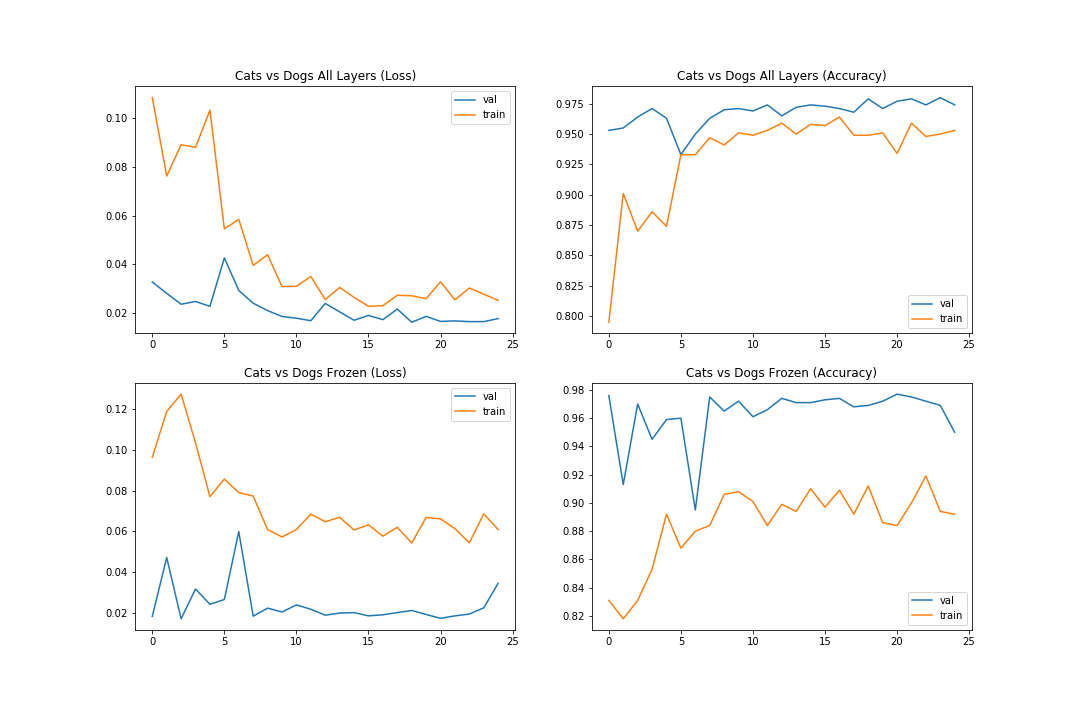 Cats vs Dogs All Layers (Loss)
0.10
0.08
0.06
0.04
0.02
0 5 10 15 20 25
val
train
Cats vs Dogs All Layers (Accuracy)
0.975
0.950
0.925
0.900
0.875
0.850
0.825
0.800
0 5 10 15 20 25
val
train
Cats vs Dogs Frozen (Loss)
0.12
0.10
0.08
0.06
0.04
0.02
0 5 10 15 20 25
val
train
Cats vs Dogs Frozen (Accuracy)
0.98
0.96
0.94
0.92
0.90
0.88
0.86
0.84
0.82
0 5 10 15 20 25
val
train